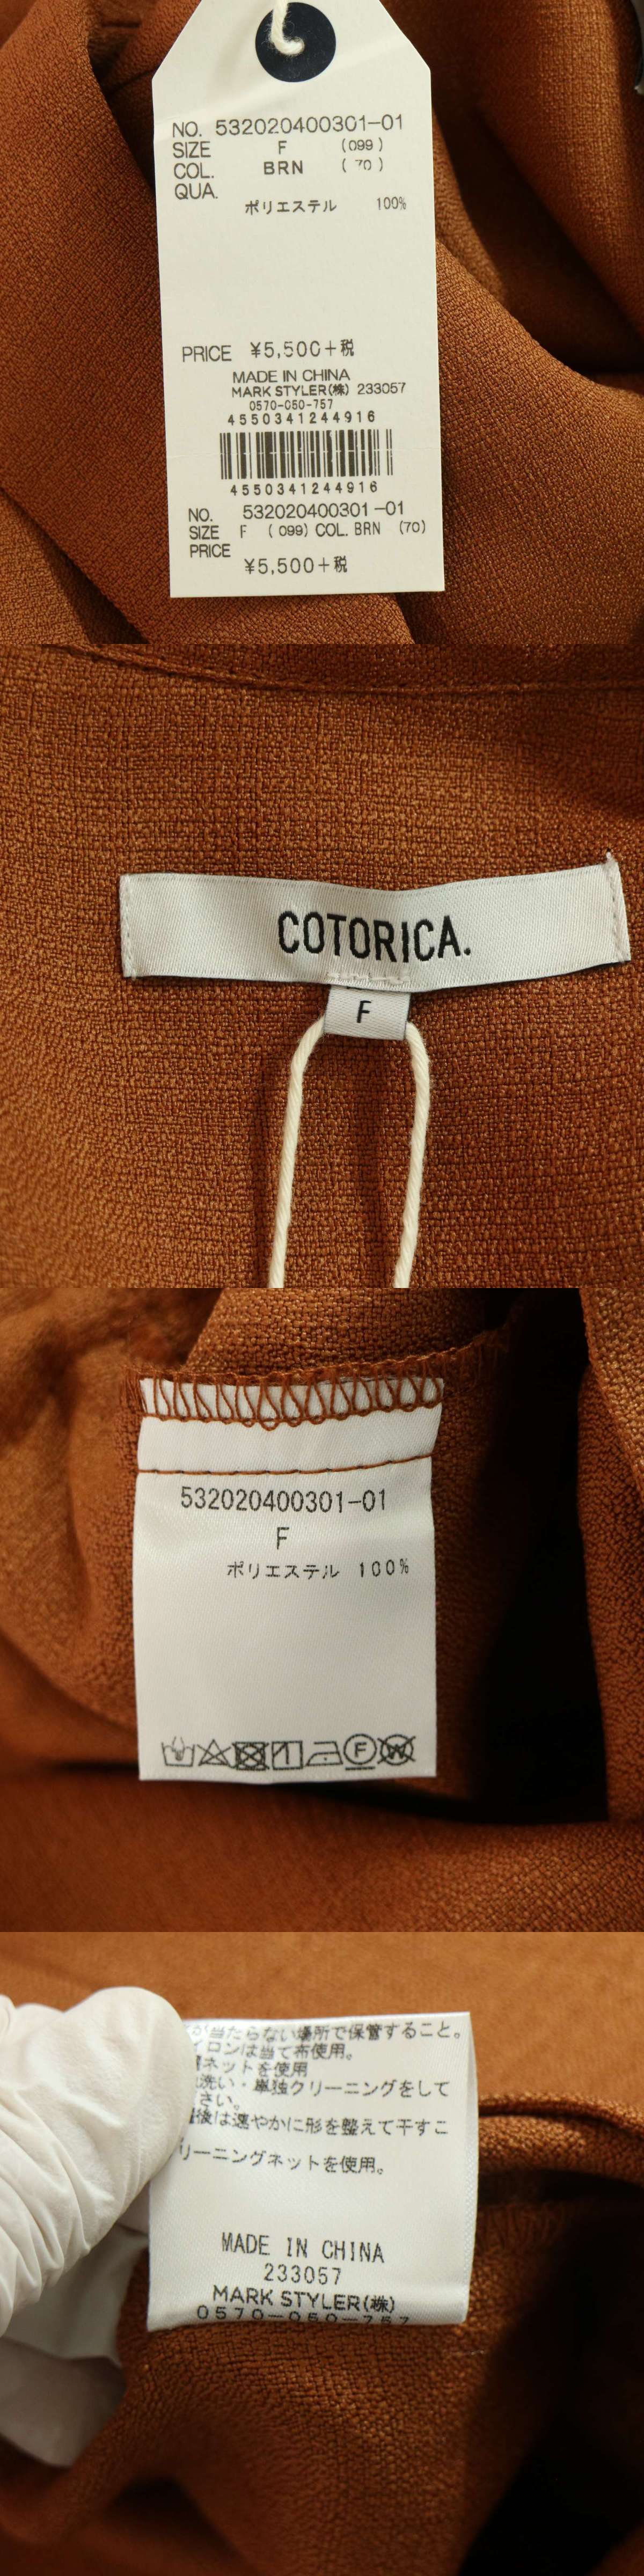 NO. 532020400301-01
SIZE F (099)
COL. BRN (70)
QUA.
ポリエステル 100%
PRICE ¥5,500+税
MADE IN CHINA
MARK STYLER(株) 233057
0570-050-757
4550341244916
4550341244916
NO. 532020400301-01
SIZE F (099) COL. BRN (70)
PRICE
¥5,500+税
COTORICA.
F
532020400301-01
F
ポリエステル 100%
F
W
が当たらない場所で保管すること。
イロンは当て布使用。
ネットを使用
洗い・単独クリーニングをして
さい。
後は速やかに形を整えて干すこ
リーニングネットを使用。
MADE IN CHINA
233057
MARK STYLER(株)
0570-050-757